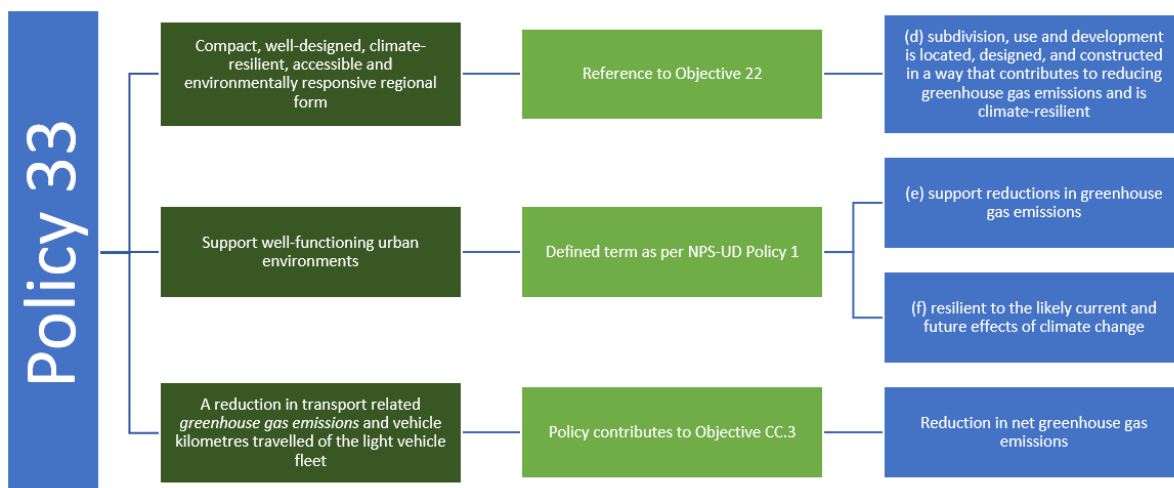 Policy 33
Compact, well-designed, climate-
resilient, accessible and
environmentally responsive regional
form
Reference to Objective 22
(d) subdivision, use and development
is located, designed, and constructed
in a way that contributes to reducing
greenhouse gas emissions and is
climate-resilient
Support well-functioning urban
environments
Defined term as per NPS-UD Policy 1
(e) support reductions in greenhouse
gas emissions
(f) resilient to the likely current and
future effects of climate change
A reduction in transport related
greenhouse gas emissions and vehicle
kilometres travelled of the light vehicle
fleet
Policy contributes to Objective CC.3
Reduction in net greenhouse gas
emissions